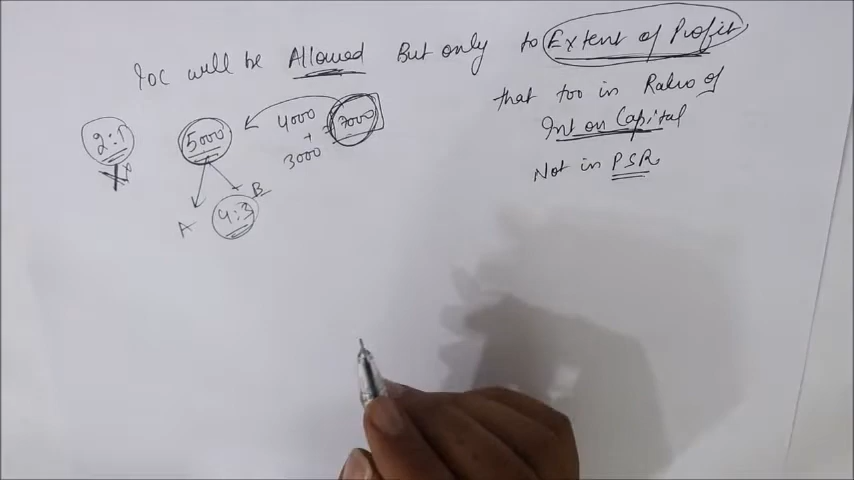 IOC will be Allowed But only to Extent of Profit
that too in Ratio of
Int on Capital
Not in PSR
2:1
5000
4000
+
3000
= 7000
A
B
4:3